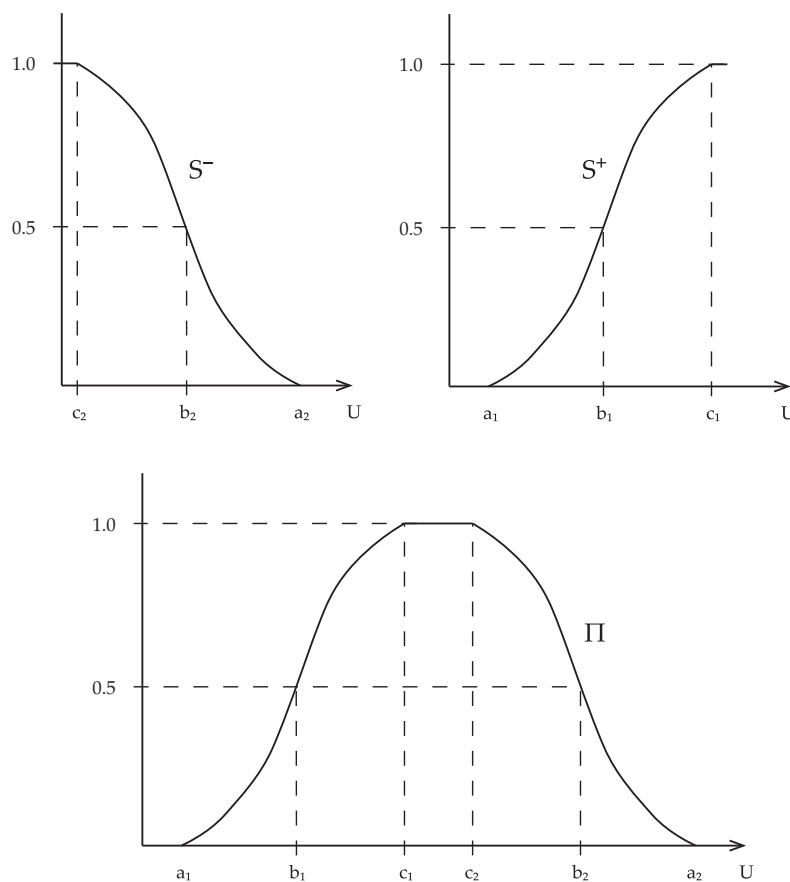 1.0
S⁻
0.5
c₂ b₂ a₂ U
1.0
S⁺
0.5
a₁ b₁ c₁ U
1.0
Π
0.5
a₁ b₁ c₁ c₂ b₂ a₂ U